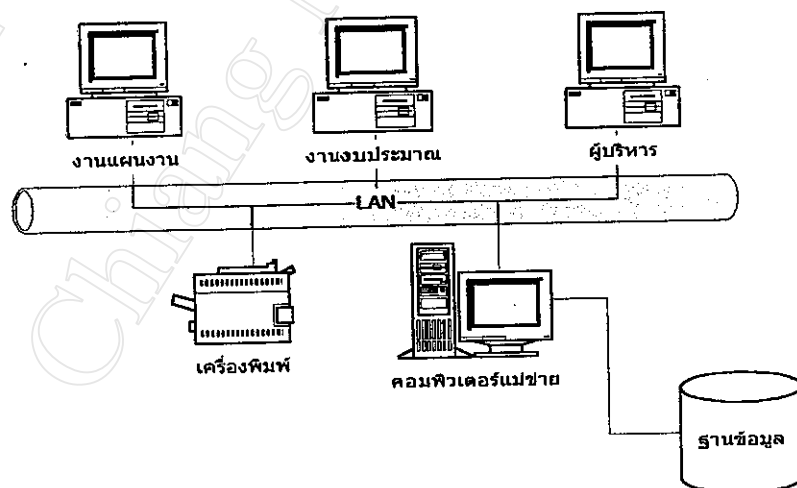 งานแผนงาน
งานงบประมาณ
ผู้บริหาร
LAN
เครื่องพิมพ์
คอมพิวเตอร์แม่ข่าย
ฐานข้อมูล
Chiang